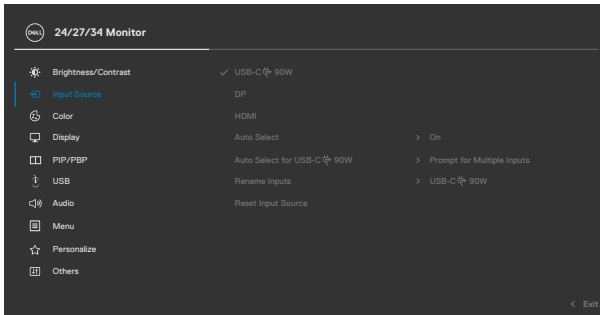 DELL 24/27/34 Monitor
Brightness/Contrast USB-C 90W
Input Source DP
Color HDMI
Display Auto Select > On
PIP/PBP Auto Select for USB-C 90W > Prompt for Multiple Inputs
USB Rename Inputs > USB-C 90W
Audio Reset Input Source
Menu
Personalize
Others
< Exit